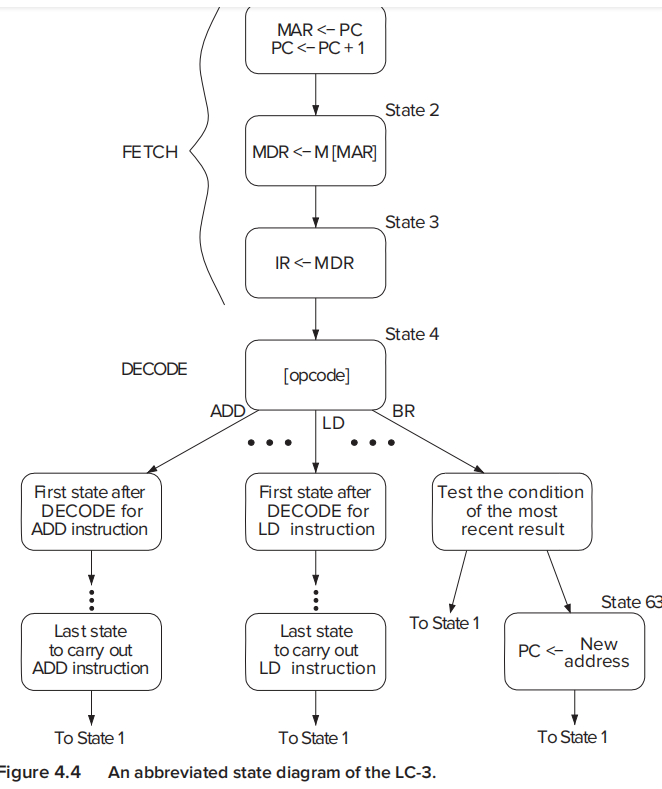 MAR <– PC
PC <– PC + 1
State 2
FETCH
MDR <– M [MAR]
State 3
IR <– MDR
State 4
DECODE
[opcode]
ADD
LD
BR
First state after
DECODE for
ADD instruction
First state after
DECODE for
LD instruction
Test the condition
of the most
recent result
Last state
to carry out
ADD instruction
Last state
to carry out
LD instruction
To State 1
State 63
PC <– New
address
To State 1
To State 1
To State 1
Figure 4.4 An abbreviated state diagram of the LC-3.